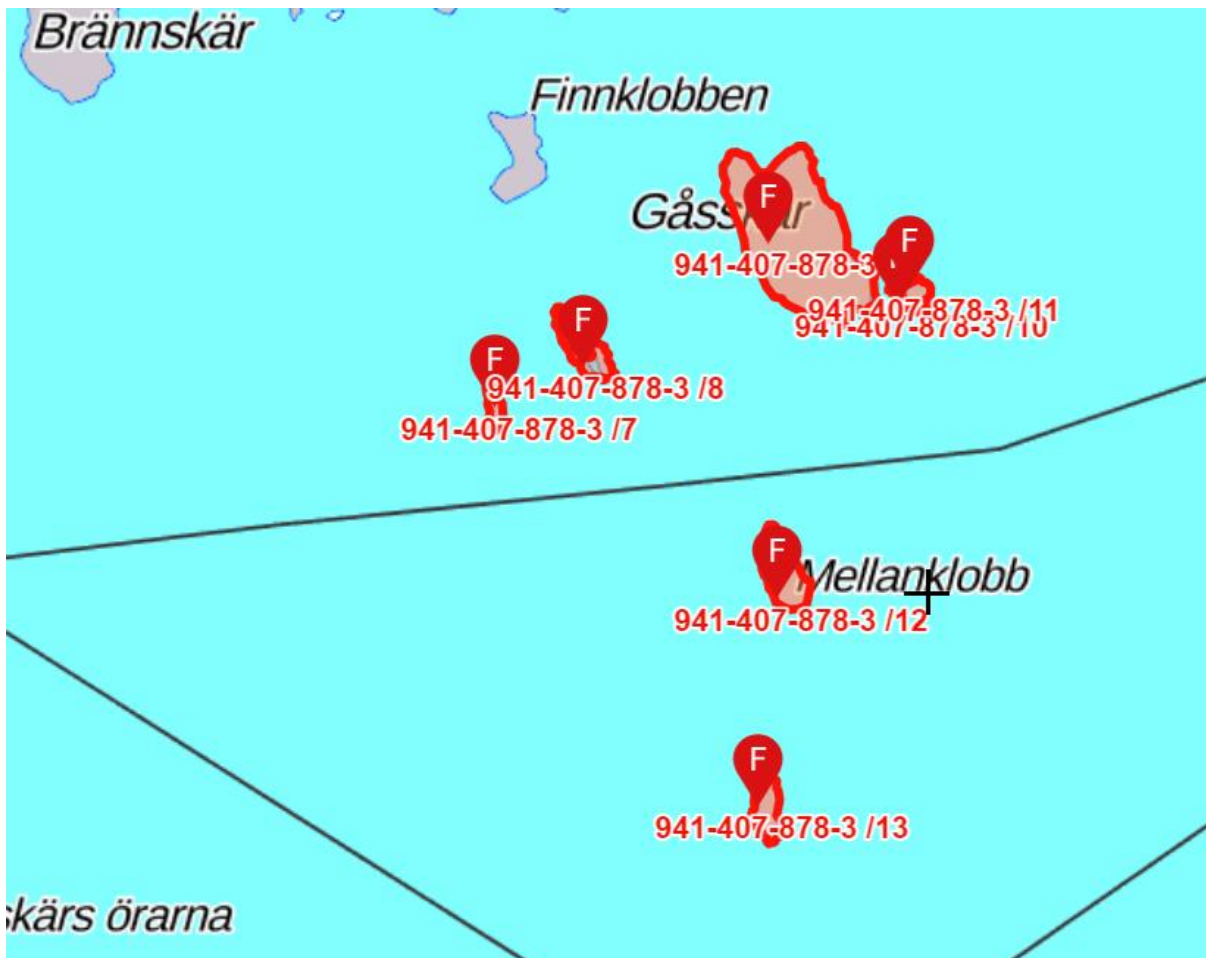 Brännskär
Finnklobben
F
Gåsskär
F
941-407-878-3
F
941-407-878-3 /11
941-407-878-3 /10
F
941-407-878-3 /8
F
941-407-878-3 /7
F
Mellanklobb
941-407-878-3 /12
F
941-407-878-3 /13
skärs örarna